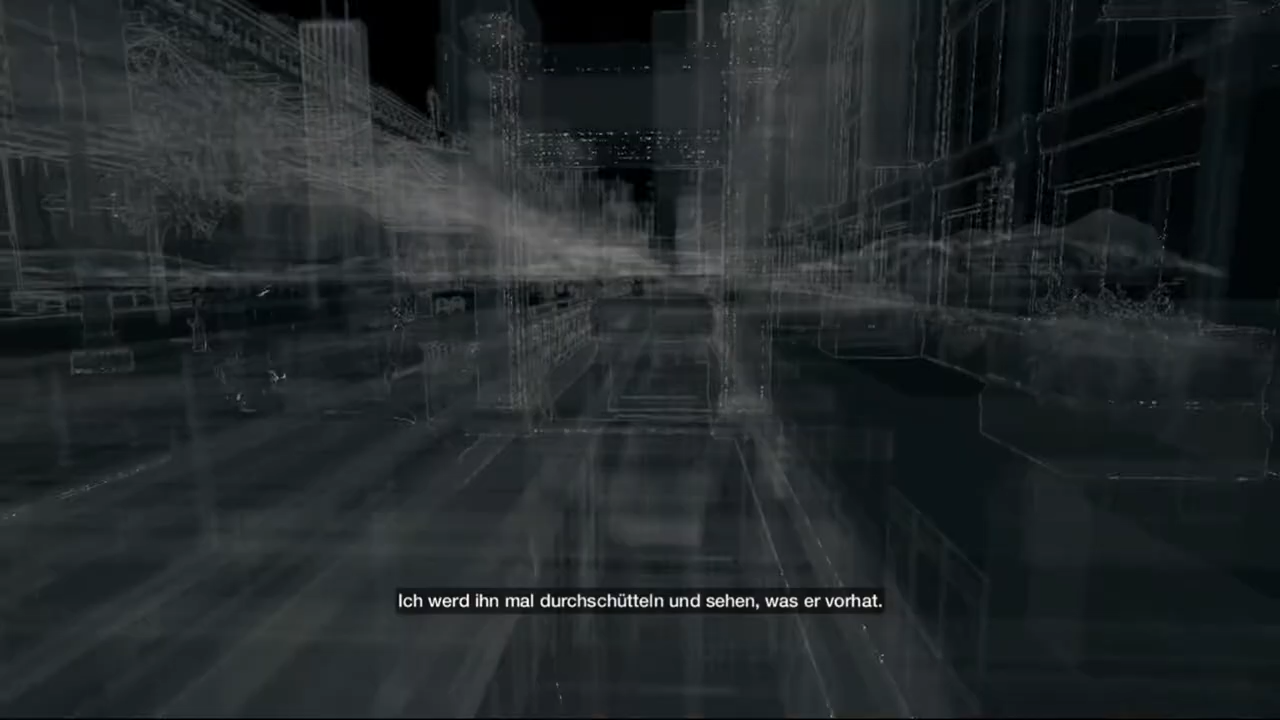 Ich werd ihn mal durchschütteln und sehen, was er vorhat.